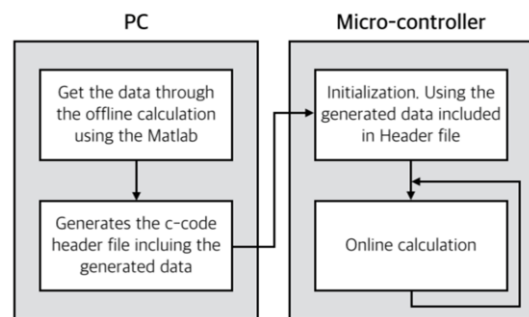 PC
Get the data through
the offline calculation
using the Matlab
Generates the c-code
header file incluing the
generated data
Micro-controller
Initialization. Using the
generated data included
in Header file
Online calculation